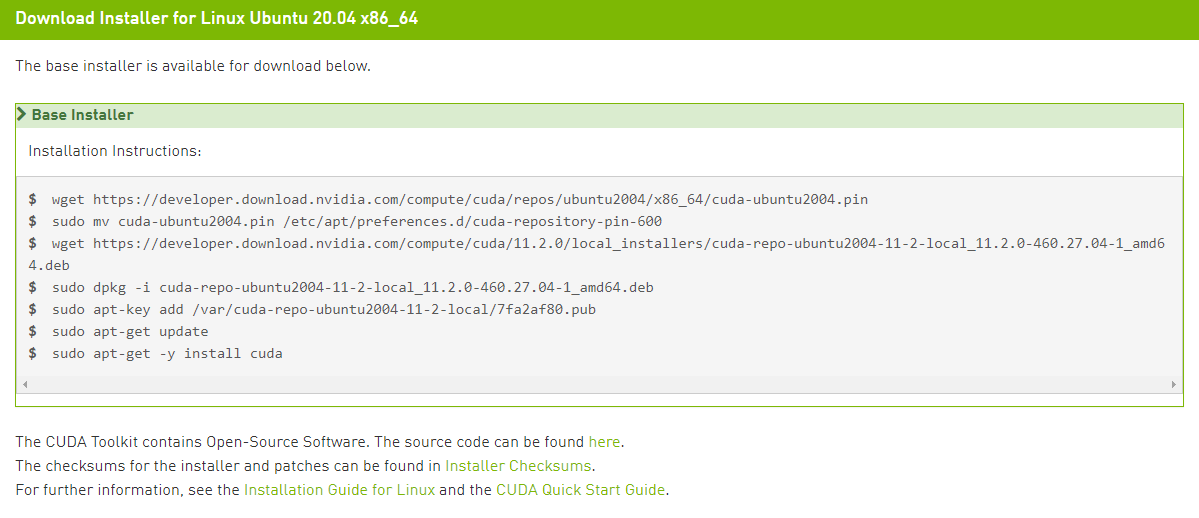 Download Installer for Linux Ubuntu 20.04 x86_64
The base installer is available for download below.
Base Installer
Installation Instructions:
$ wget https://developer.download.nvidia.com/compute/cuda/repos/ubuntu2004/x86_64/cuda-ubuntu2004.pin
$ sudo mv cuda-ubuntu2004.pin /etc/apt/preferences.d/cuda-repository-pin-600
$ wget https://developer.download.nvidia.com/compute/cuda/11.2.0/local_installers/cuda-repo-ubuntu2004-11-2-local_11.2.0-460.27.04-1_amd6
4.deb
$ sudo dpkg -i cuda-repo-ubuntu2004-11-2-local_11.2.0-460.27.04-1_amd64.deb
$ sudo apt-key add /var/cuda-repo-ubuntu2004-11-2-local/7fa2af80.pub
$ sudo apt-get update
$ sudo apt-get -y install cuda
The CUDA Toolkit contains Open-Source Software. The source code can be found here.
The checksums for the installer and patches can be found in Installer Checksums.
For further information, see the Installation Guide for Linux and the CUDA Quick Start Guide.